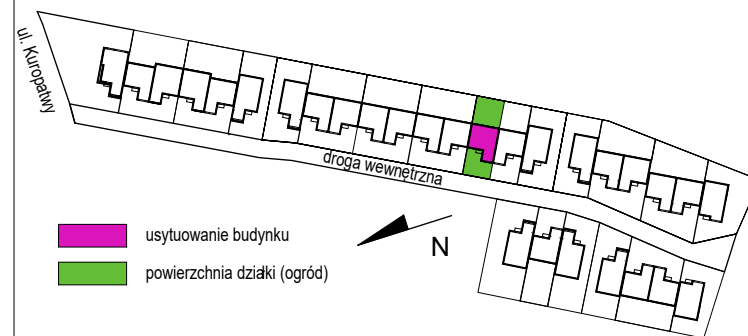 ul. Kuropatwy
droga wewnętrzna
usytuowanie budynku
N
powierzchnia działki (ogród)